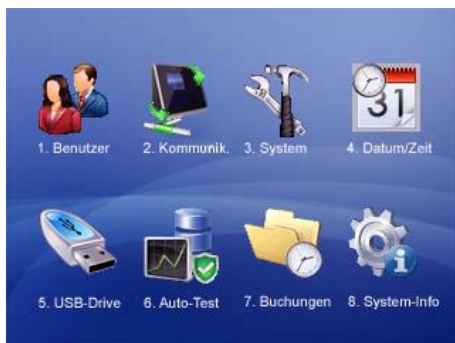 31
1. Benutzer 2. Kommunik. 3. System 4. Datum/Zeit
5. USB-Drive 6. Auto-Test 7. Buchungen 8. System-Info